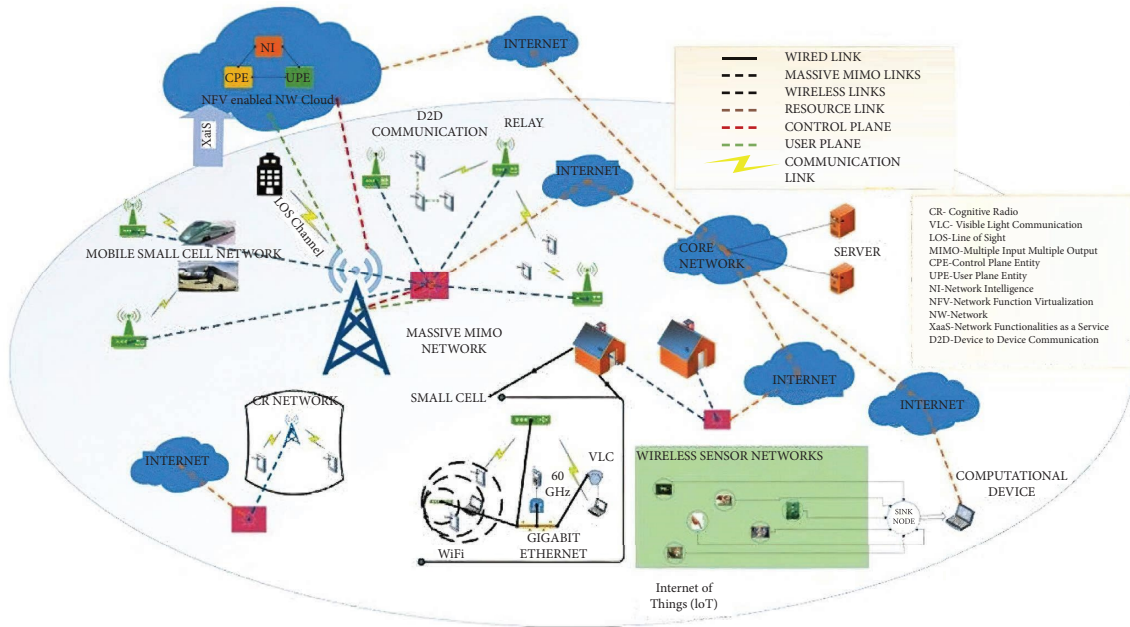 NI
CPE
UPE
NFV enabled NW Cloud
XaiS
INTERNET
D2D
COMMUNICATION
RELAY
LOS Channel
MOBILE SMALL CELL NETWORK
INTERNET
CORE
NETWORK
SERVER
MASSIVE MIMO
NETWORK
SMALL CELL
CR NETWORK
INTERNET
INTERNET
INTERNET
VLC
60
GHz
WiFi
GIGABIT
ETHERNET
WIRELESS SENSOR NETWORKS
SINK
NODE
COMPUTATIONAL
DEVICE
Internet of
Things (loT)
WIRED LINK
MASSIVE MIMO LINKS
WIRELESS LINKS
RESOURCE LINK
CONTROL PLANE
USER PLANE
COMMUNICATION
LINK
CR- Cognitive Radio
VLC- Visible Light Communication
LOS-Line of Sight
MIMO-Multiple Input Multiple Output
CPE-Control Plane Entity
UPE-User Plane Entity
NI-Network Intelligence
NFV-Network Function Virtualization
NW-Network
XaaS-Network Functionalities as a Service
D2D-Device to Device Communication